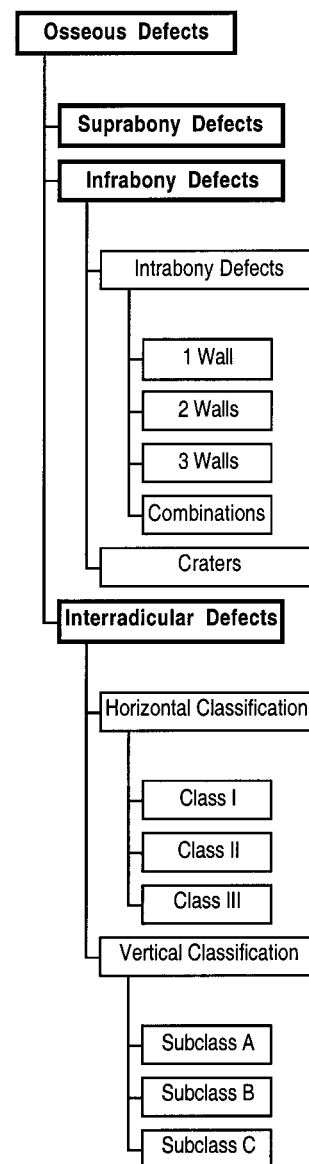 Osseous Defects
Suprabony Defects
Infrabony Defects
Intrabony Defects
1 Wall
2 Walls
3 Walls
Combinations
Craters
Interradicular Defects
Horizontal Classification
Class I
Class II
Class III
Vertical Classification
Subclass A
Subclass B
Subclass C